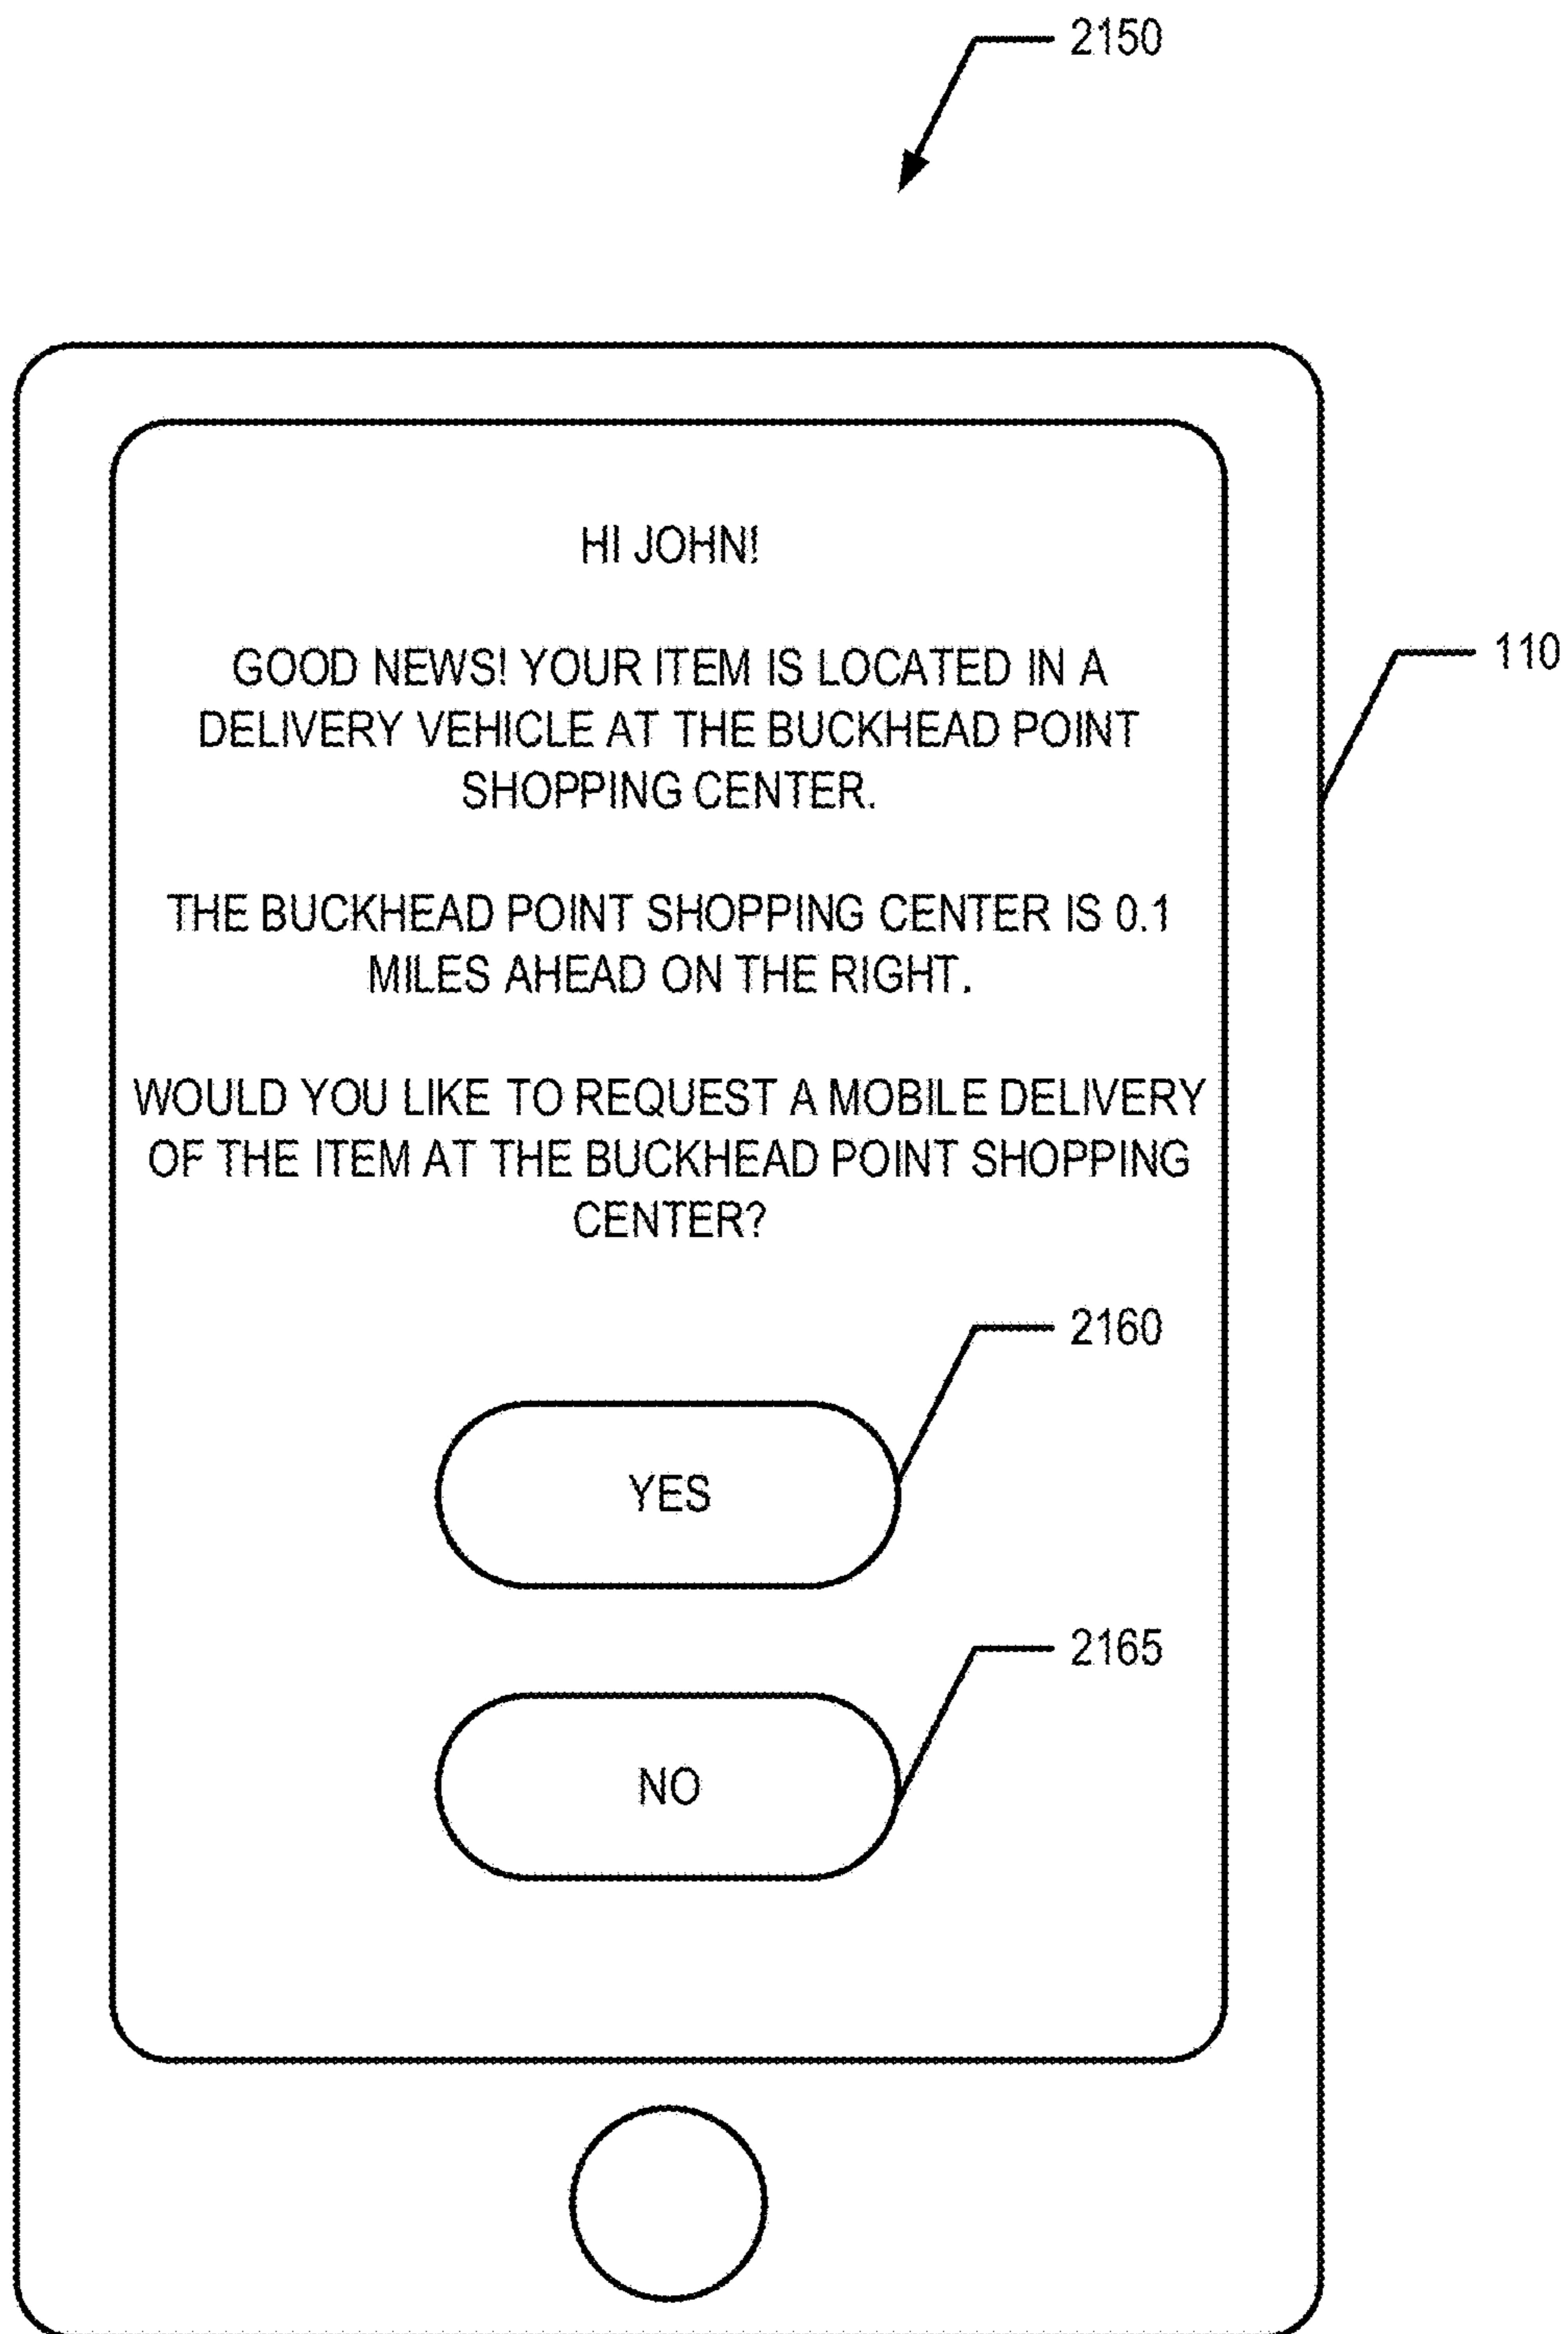 2150
HI JOHN!
110
GOOD NEWS! YOUR ITEM IS LOCATED IN A
DELIVERY VEHICLE AT THE BUCKHEAD POINT
SHOPPING CENTER.
THE BUCKHEAD POINT SHOPPING CENTER IS 0.1
MILES AHEAD ON THE RIGHT.
WOULD YOU LIKE TO REQUEST A MOBILE DELIVERY
OF THE ITEM AT THE BUCKHEAD POINT SHOPPING
CENTER?
2160
YES
2165
NO